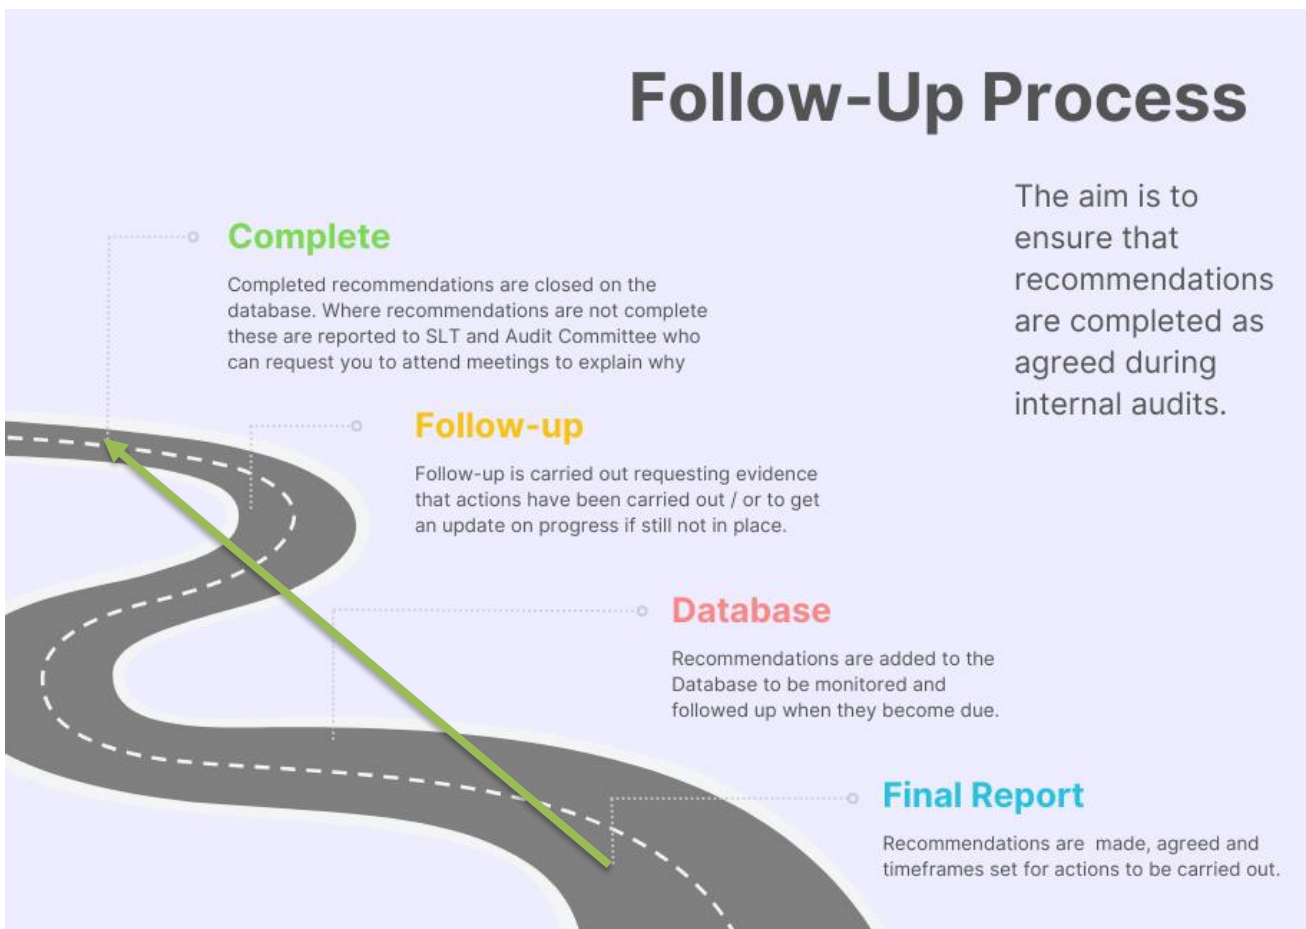 Follow-Up Process
The aim is to
ensure that
recommendations
are completed as
agreed during
internal audits.
Complete
Completed recommendations are closed on the
database. Where recommendations are not complete
these are reported to SLT and Audit Committee who
can request you to attend meetings to explain why
Follow-up
Follow-up is carried out requesting evidence
that actions have been carried out / or to get
an update on progress if still not in place.
Database
Recommendations are added to the
Database to be monitored and
followed up when they become due.
Final Report
Recommendations are  made, agreed and
timeframes set for actions to be carried out.